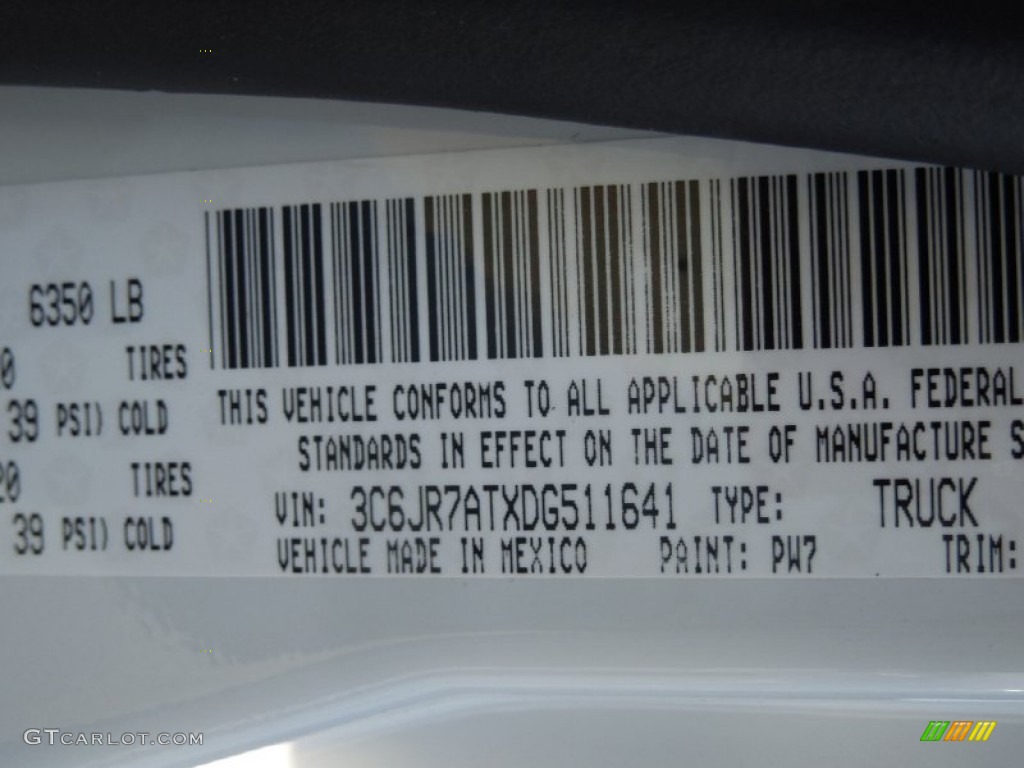 6350 LB
0 TIRES
39 PSI) COLD
20 TIRES
39 PSI) COLD
THIS VEHICLE CONFORMS TO ALL APPLICABLE U.S.A. FEDERAL
STANDARDS IN EFFECT ON THE DATE OF MANUFACTURE S
VIN: 3C6JR7ATXDG511641 TYPE: TRUCK
VEHICLE MADE IN MEXICO PAINT: PW7 TRIM:
GTCARLOT.COM